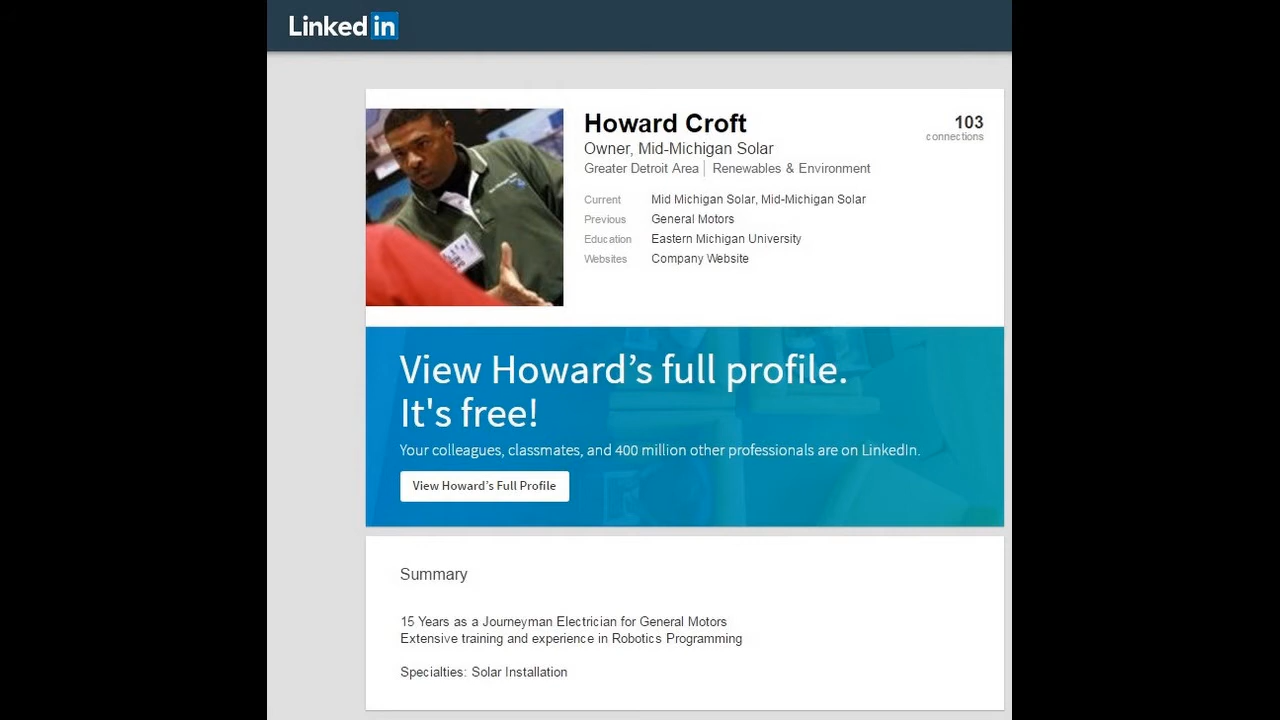 Linked in
Howard Croft
103
Owner, Mid-Michigan Solar
connections
Greater Detroit Area | Renewables & Environment
Current Mid Michigan Solar, Mid-Michigan Solar
Previous General Motors
Education Eastern Michigan University
Websites Company Website
View Howard’s full profile.
It's free!
Your colleagues, classmates, and 400 million other professionals are on LinkedIn.
View Howard’s Full Profile
Summary
15 Years as a Journeyman Electrician for General Motors
Extensive training and experience in Robotics Programming
Specialties: Solar Installation